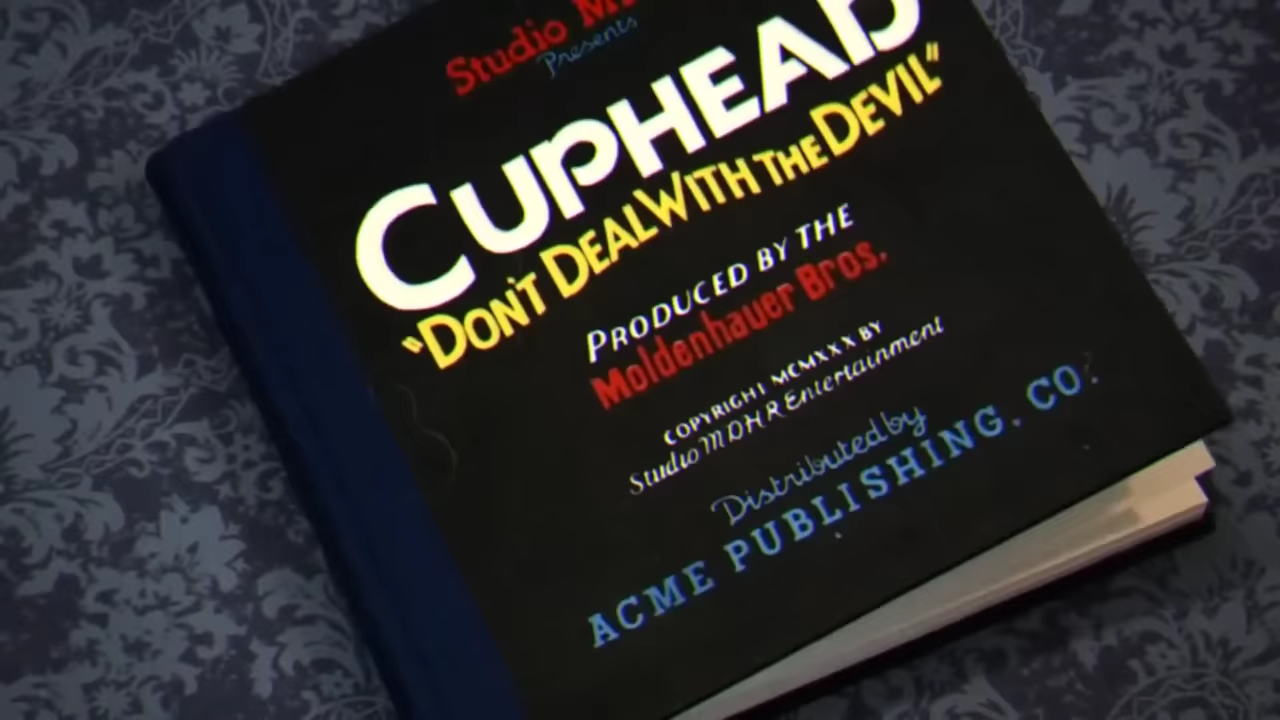 Studio M
Presents
CUPHEAD
"DON'T DEAL WITH THE DEVIL"
PRODUCED BY THE
Moldenhauer Bros.
COPYRIGHT MCMXXX BY
Studio MDHR Entertainment
Distributed by
ACME PUBLISHING. CO.